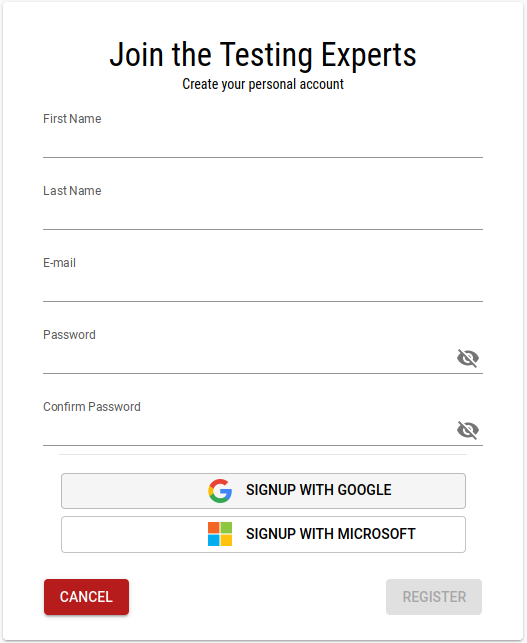 Join the Testing Experts
Create your personal account
First Name
Last Name
E-mail
Password
Confirm Password
SIGNUP WITH GOOGLE
SIGNUP WITH MICROSOFT
CANCEL
REGISTER